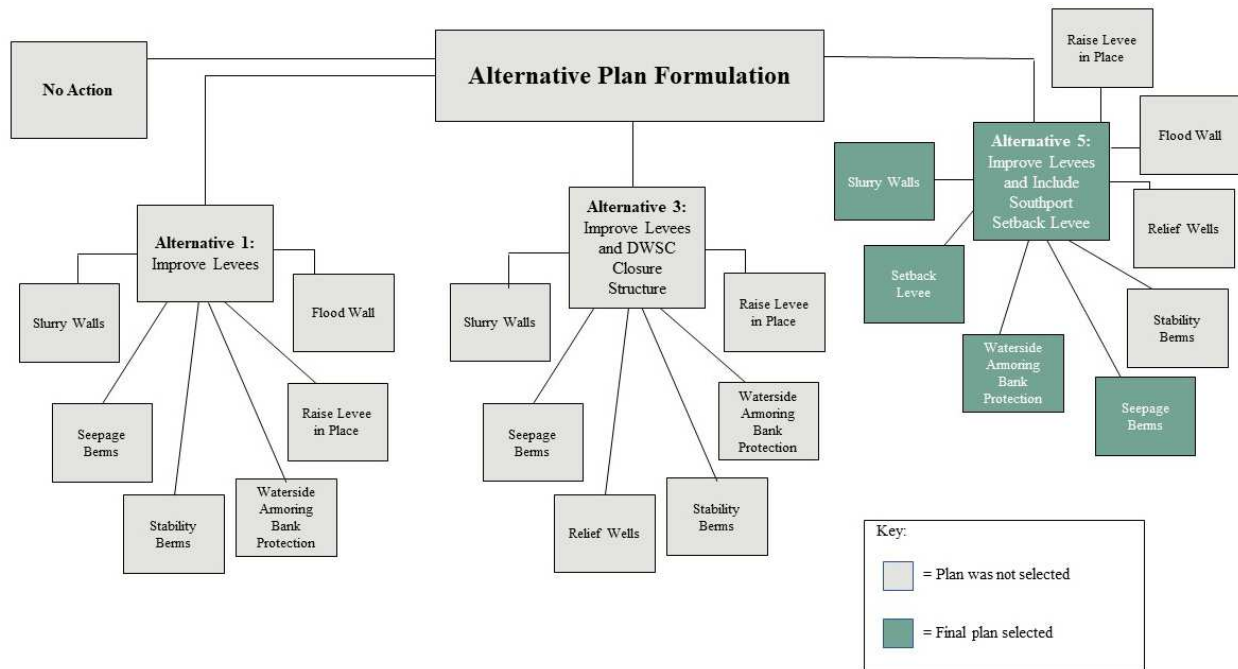 Alternative Plan Formulation
No Action
Alternative 1:
Improve Levees
Slurry Walls
Seepage
Berms
Stability
Berms
Waterside
Armoring
Bank
Protection
Raise Levee
in Place
Flood Wall
Alternative 3:
Improve Levees
and DWSC
Closure
Structure
Slurry Walls
Seepage
Berms
Relief Wells
Stability
Berms
Waterside
Armoring
Bank
Protection
Raise Levee
in Place
Alternative 5:
Improve Levees
and Include
Southport
Setback Levee
Raise Levee
in Place
Flood Wall
Relief Wells
Stability
Berms
Seepage
Berms
Waterside
Armoring
Bank
Protection
Setback
Levee
Slurry Walls
Key:
= Plan was not selected
= Final plan selected